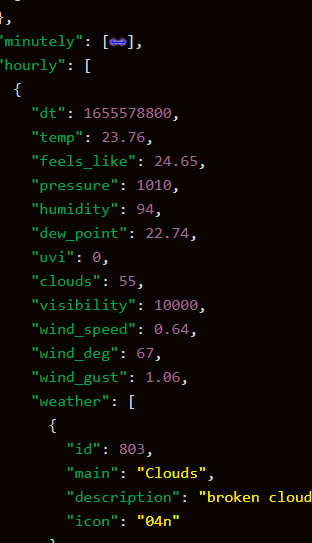 },
"minutely": [↔],
"hourly": [
{
"dt": 1655578800,
"temp": 23.76,
"feels_like": 24.65,
"pressure": 1010,
"humidity": 94,
"dew_point": 22.74,
"uvi": 0,
"clouds": 55,
"visibility": 10000,
"wind_speed": 0.64,
"wind_deg": 67,
"wind_gust": 1.06,
"weather": [
{
"id": 803,
"main": "Clouds",
"description": "broken cloud
"icon": "04n"